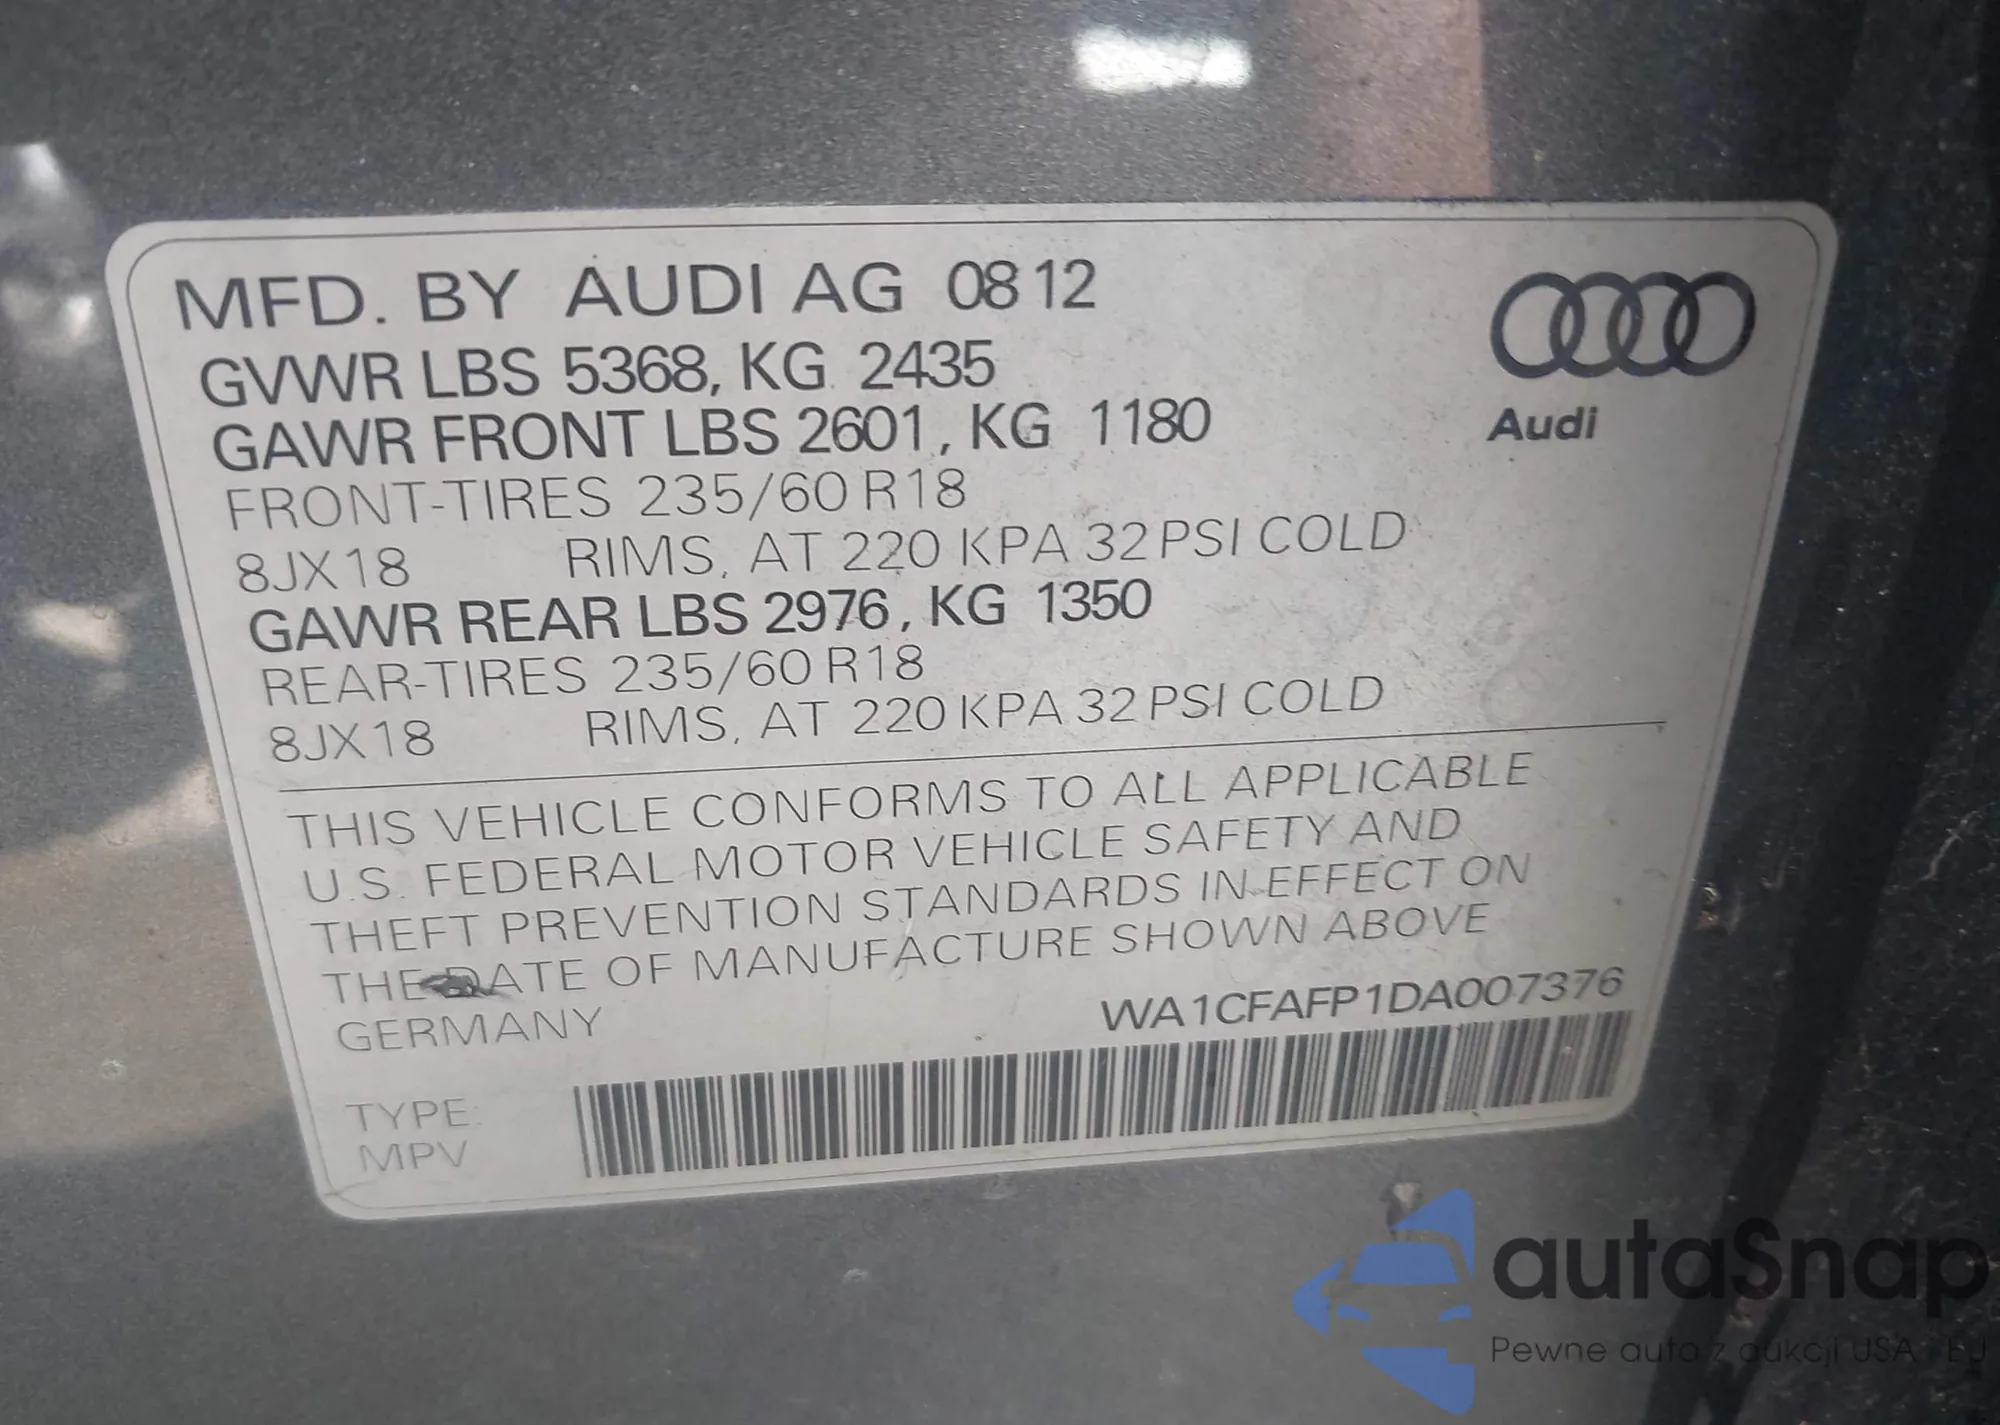 MFD. BY AUDI AG 08 12
GVWR LBS 5368, KG 2435
GAWR FRONT LBS 2601, KG 1180
FRONT-TIRES 235/60 R18
8JX18 RIMS, AT 220 KPA 32 PSI COLD
GAWR REAR LBS 2976, KG 1350
REAR-TIRES 235/60 R18
8JX18 RIMS, AT 220 KPA 32 PSI COLD
Audi
THIS VEHICLE CONFORMS TO ALL APPLICABLE
U.S. FEDERAL MOTOR VEHICLE SAFETY AND
THEFT PREVENTION STANDARDS IN EFFECT ON
THE DATE OF MANUFACTURE SHOWN ABOVE
GERMANY
WA1CFAFP1DA007376
TYPE:
MPV
autaSnap
Pewne auta z aukcji USA i EU